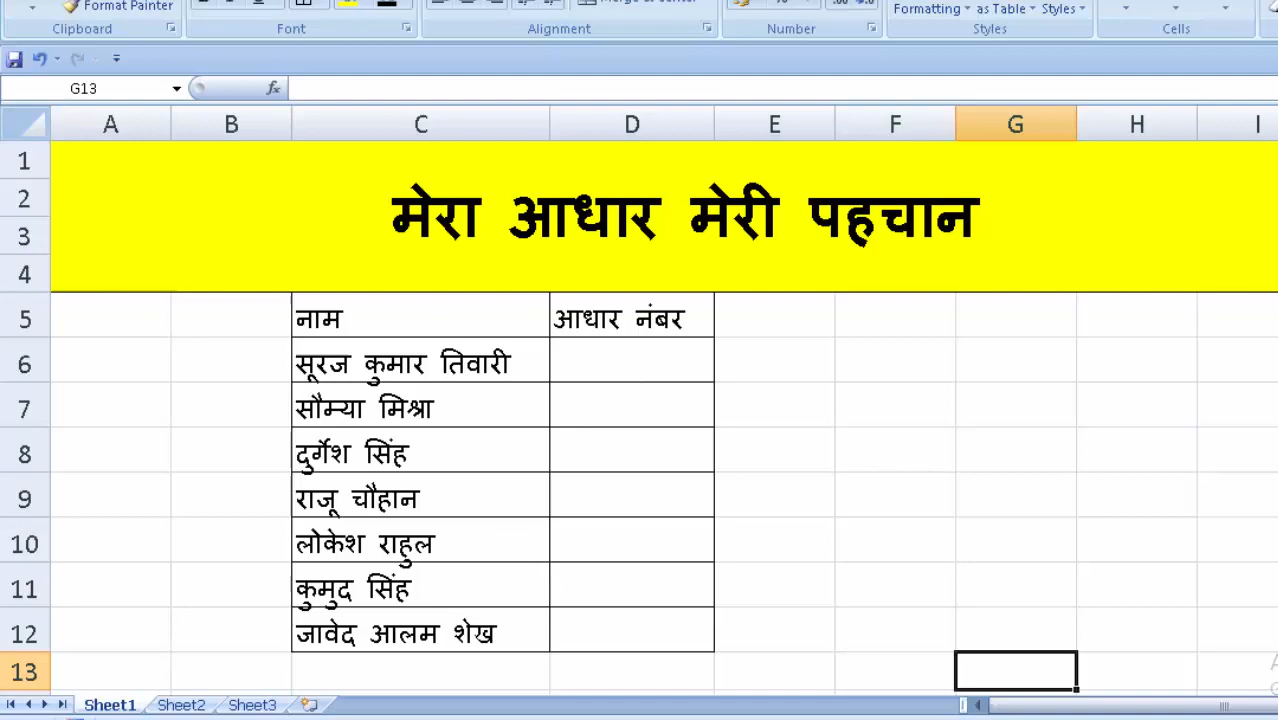 Format Painter
Formatting as Table Styles
Clipboard Font Alignment Number Styles Cells
G13 fx
A B C D E F G H I
1
2
3
4
मेरा आधार मेरी पहचान
5 नाम आधार नंबर
6 सूरज कुमार तिवारी
7 सौम्या मिश्रा
8 दुर्गेश सिंह
9 राजू चौहान
10 लोकेश राहुल
11 कुमुद सिंह
12 जावेद आलम शेख
13
Sheet1 Sheet2 Sheet3